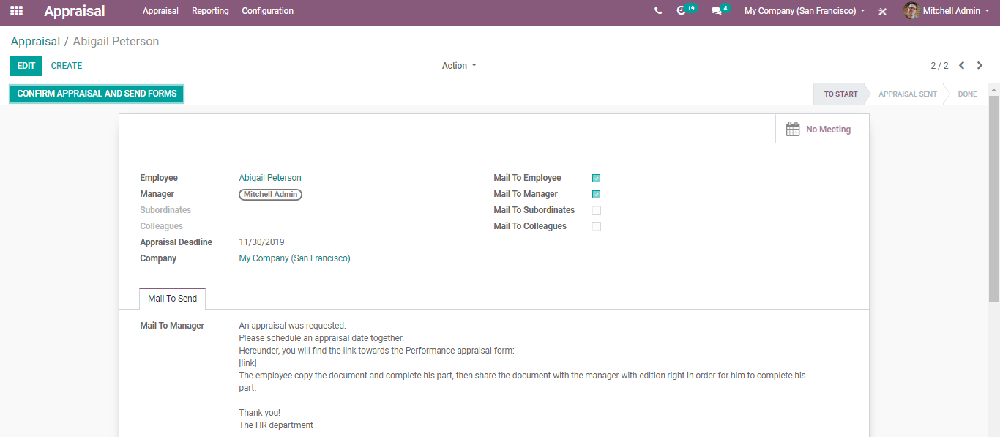 Appraisal Appraisal Reporting Configuration 19 4 My Company (San Francisco) Mitchell Admin
Appraisal / Abigail Peterson
EDIT CREATE Action 2 / 2
CONFIRM APPRAISAL AND SEND FORMS TO START APPRAISAL SENT DONE
No Meeting
Employee Abigail Peterson Mail To Employee
Manager Mitchell Admin Mail To Manager
Subordinates Mail To Subordinates
Colleagues Mail To Colleagues
Appraisal Deadline 11/30/2019
Company My Company (San Francisco)
Mail To Send
Mail To Manager An appraisal was requested.
Please schedule an appraisal date together.
Hereunder, you will find the link towards the Performance appraisal form:
[link]
The employee copy the document and complete his part, then share the document with the manager with edition right in order for him to complete his
part.
Thank you!
The HR department